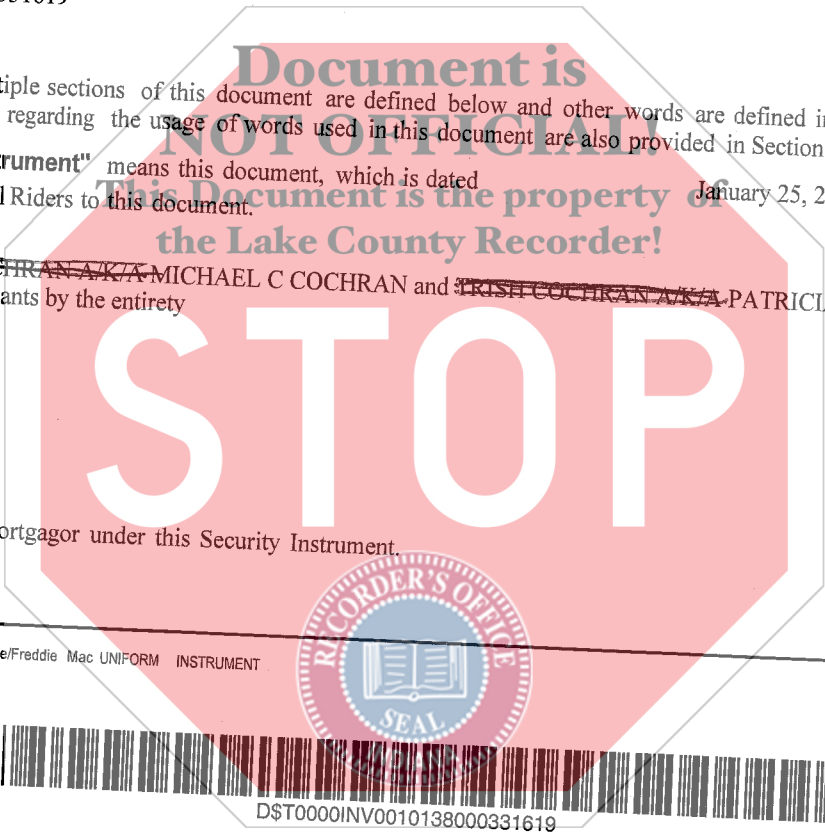 Document is
tiple sections of this document are defined below and other words are defined i
regarding the usage of words used in this document are also provided in Section
NOT OFFICIAL!
rument" means this document, which is dated January 25, 2
l Riders to this document.
This Document is the property of
the Lake County Recorder!
HRAN A/K/A MICHAEL C COCHRAN and TRISH COCHRAN A/K/A PATRICI
ants by the entirety
STOP
ortgagor under this Security Instrument.
RECORDER'S OFFICE
SEAL
INDIANA
e/Freddie Mac UNIFORM INSTRUMENT
D$T0000INV0010138000331619